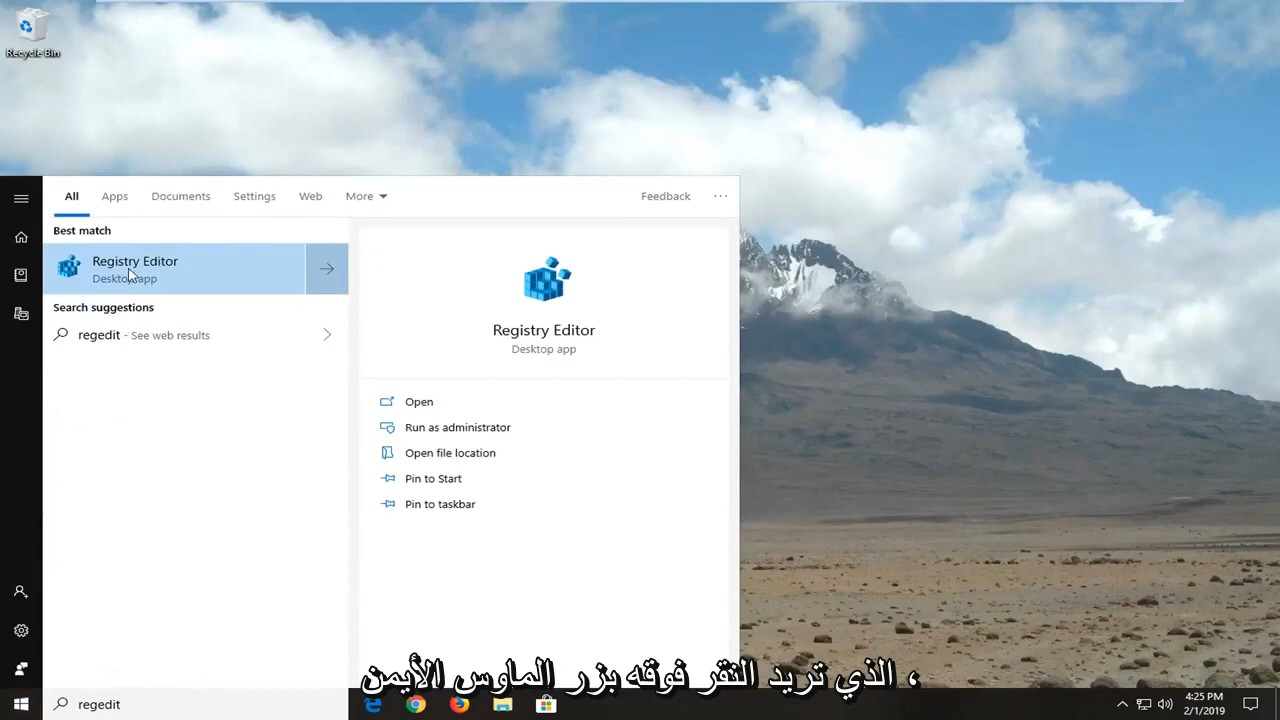 Recycle Bin
All Apps Documents Settings Web More Feedback
Best match
Registry Editor
Desktop app
Search suggestions
regedit - See web results
Registry Editor
Desktop app
Open
Run as administrator
Open file location
Pin to Start
Pin to taskbar
، الذي تريد النقر فوقه بزر الماوس الأيمن
regedit
4:25 PM
2/1/2019